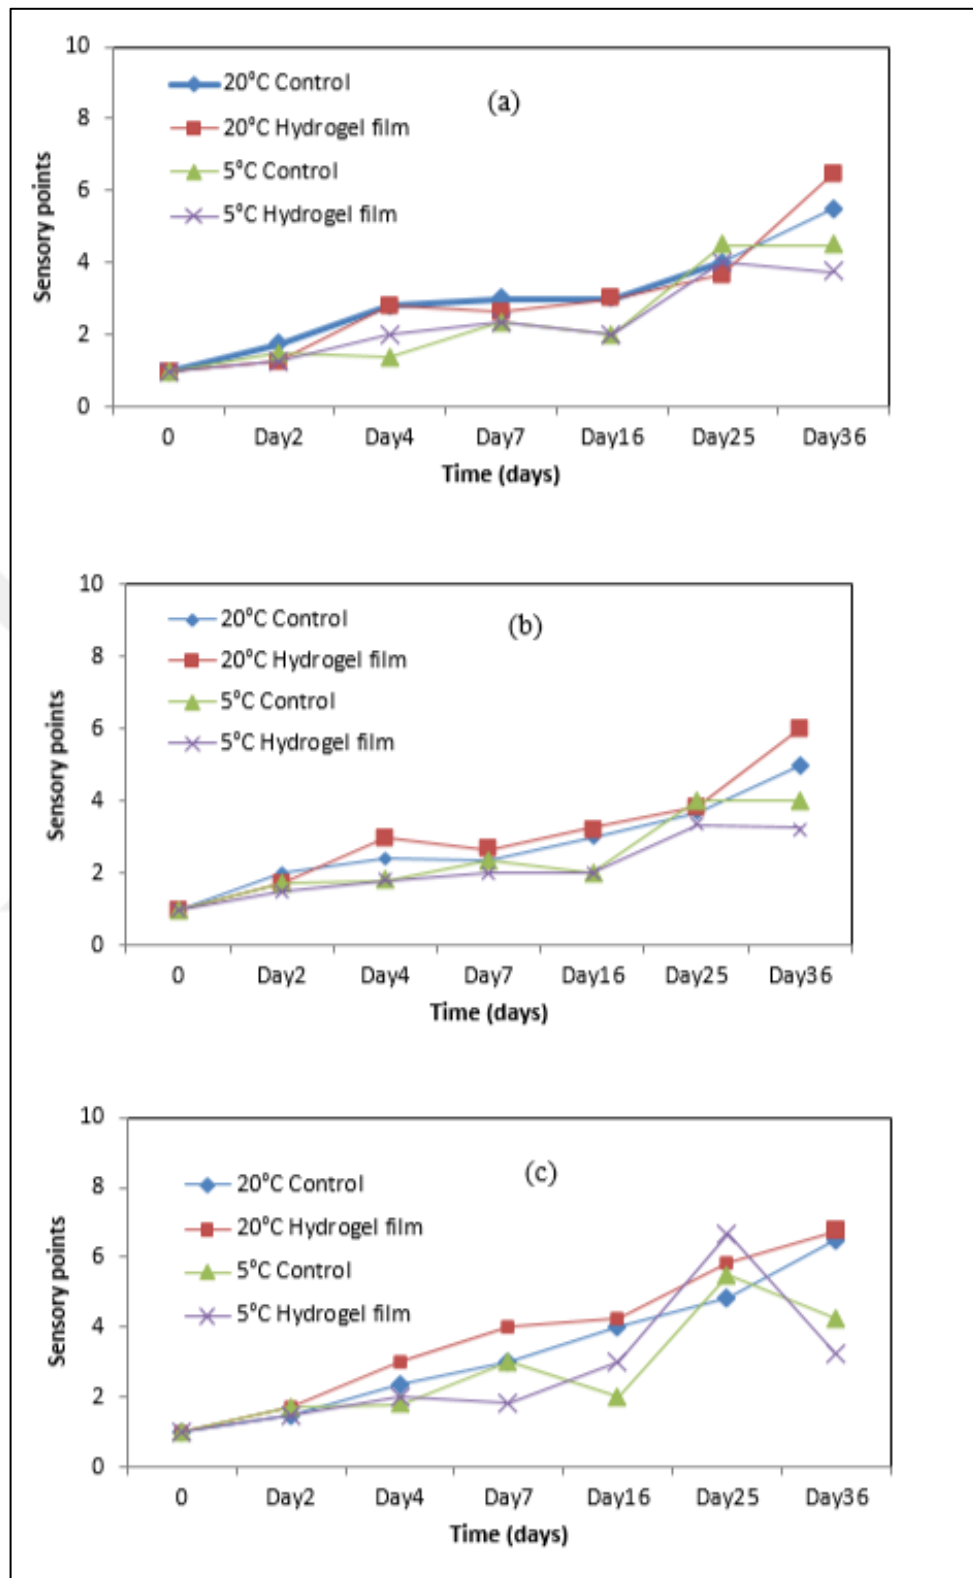 10
8
6
4
2
0
Sensory points
20°C Control
20°C Hydrogel film
5°C Control
5°C Hydrogel film
(a)
0 Day2 Day4 Day7 Day16 Day25 Day36
Time (days)
10
8
6
4
2
0
Sensory points
20°C Control
20°C Hydrogel film
5°C Control
5°C Hydrogel film
(b)
0 Day2 Day4 Day7 Day16 Day25 Day36
Time (days)
10
8
6
4
2
0
Sensory points
20°C Control
20°C Hydrogel film
5°C Control
5°C Hydrogel film
(c)
0 Day2 Day4 Day7 Day16 Day25 Day36
Time (days)